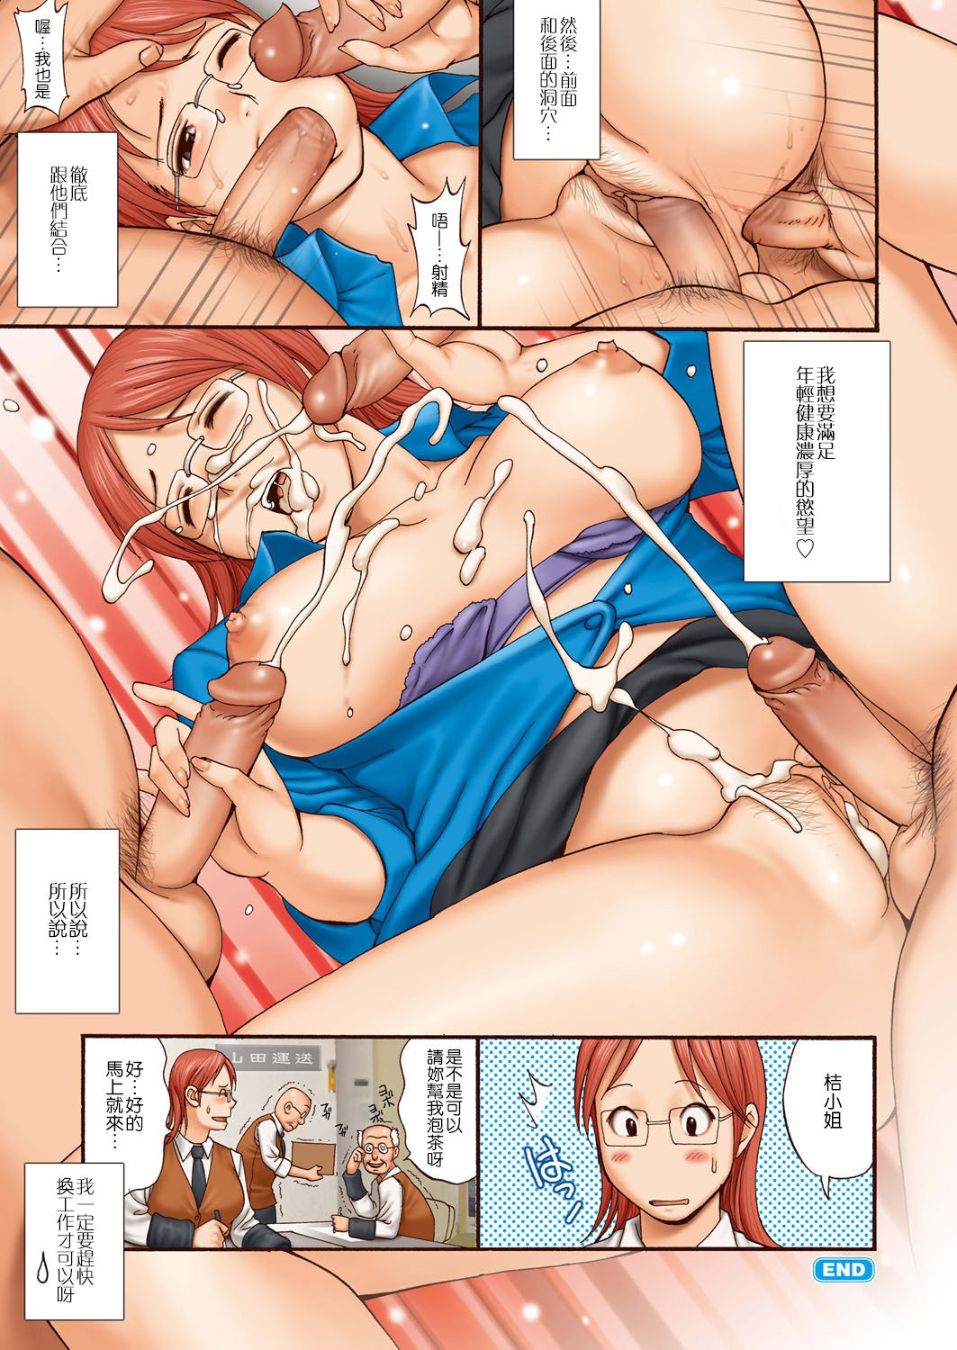 然後…前面
和後面的洞穴…
喔…我也是
唔——…射精
徹底
跟他們結合…
我想要滿足
年輕健康濃厚的慾望♡
所以說…
所以說…
桔小姐
はっ
是不是可以
請妳幫我泡茶呀
ヨボ
ヨボ
山田運送
好…好的
馬上就來…
我一定要趕快
換工作才可以呀
END